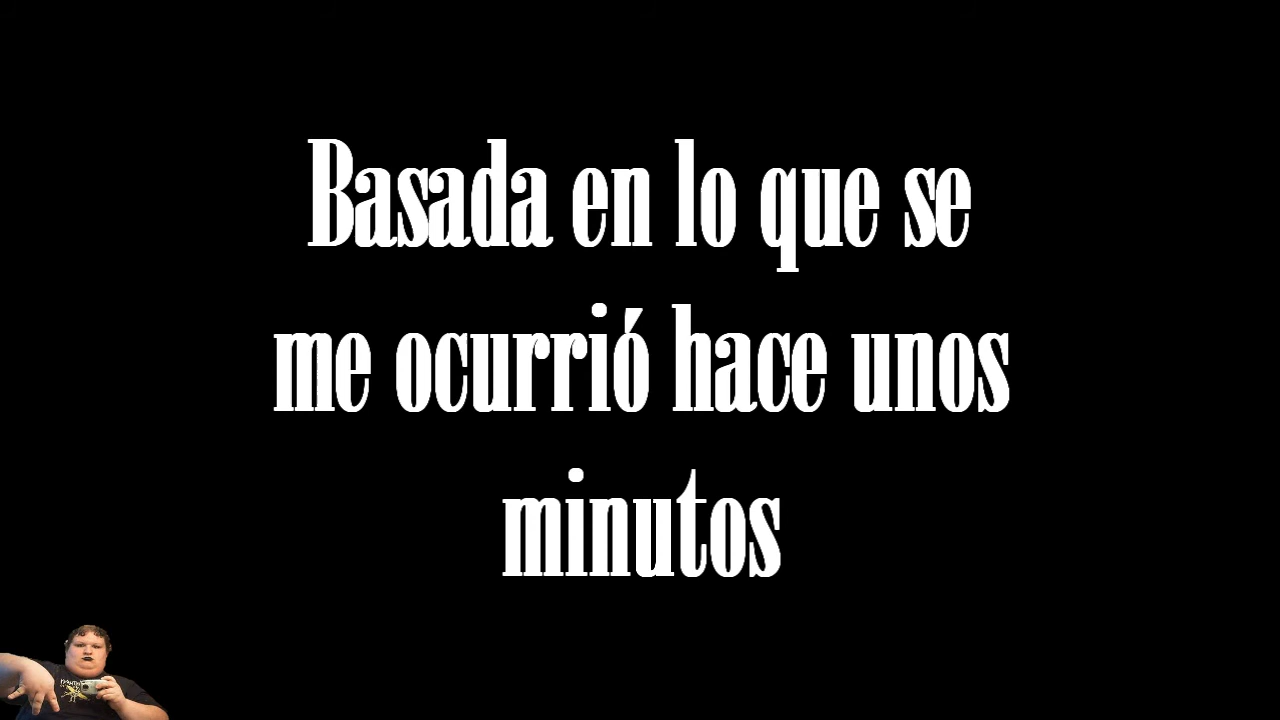 Basada en lo que se
me ocurrió hace unos
minutos